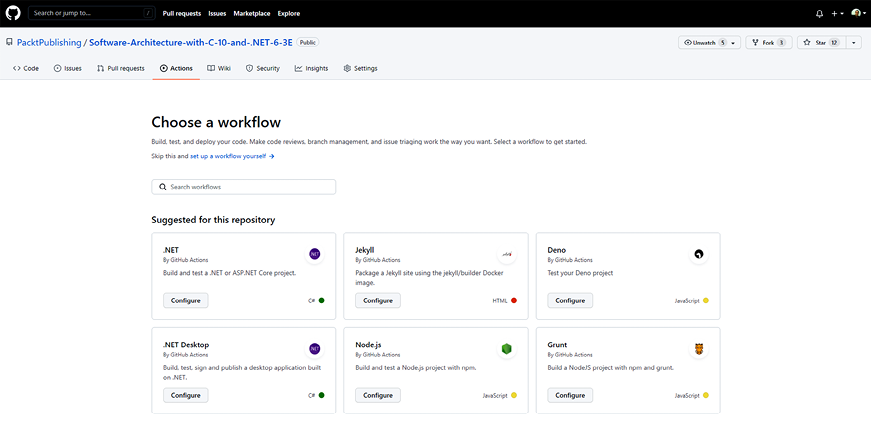 Search or jump to... /
Pull requests Issues Marketplace Explore
PacktPublishing / Software-Architecture-with-C-10-and-.NET-6-3E Public
Unwatch 5 Fork 3 Star 12
Code Issues Pull requests Actions Wiki Security Insights Settings
Choose a workflow
Build, test, and deploy your code. Make code reviews, branch management, and issue triaging work the way you want. Select a workflow to get started.
Skip this and set up a workflow yourself →
Search workflows
Suggested for this repository
.NET
By GitHub Actions
Build and test a .NET or ASP.NET Core project.
Configure
C#
.NET
Jekyll
By GitHub Actions
Package a Jekyll site using the jekyll/builder Docker
image.
Configure
HTML
Deno
By GitHub Actions
Test your Deno project
Configure
JavaScript
.NET Desktop
By GitHub Actions
Build, test, sign and publish a desktop application built
on .NET.
Configure
C#
.NET
Node.js
By GitHub Actions
Build and test a Node.js project with npm.
Configure
JavaScript
Grunt
By GitHub Actions
Build a NodeJS project with npm and grunt.
Configure
JavaScript